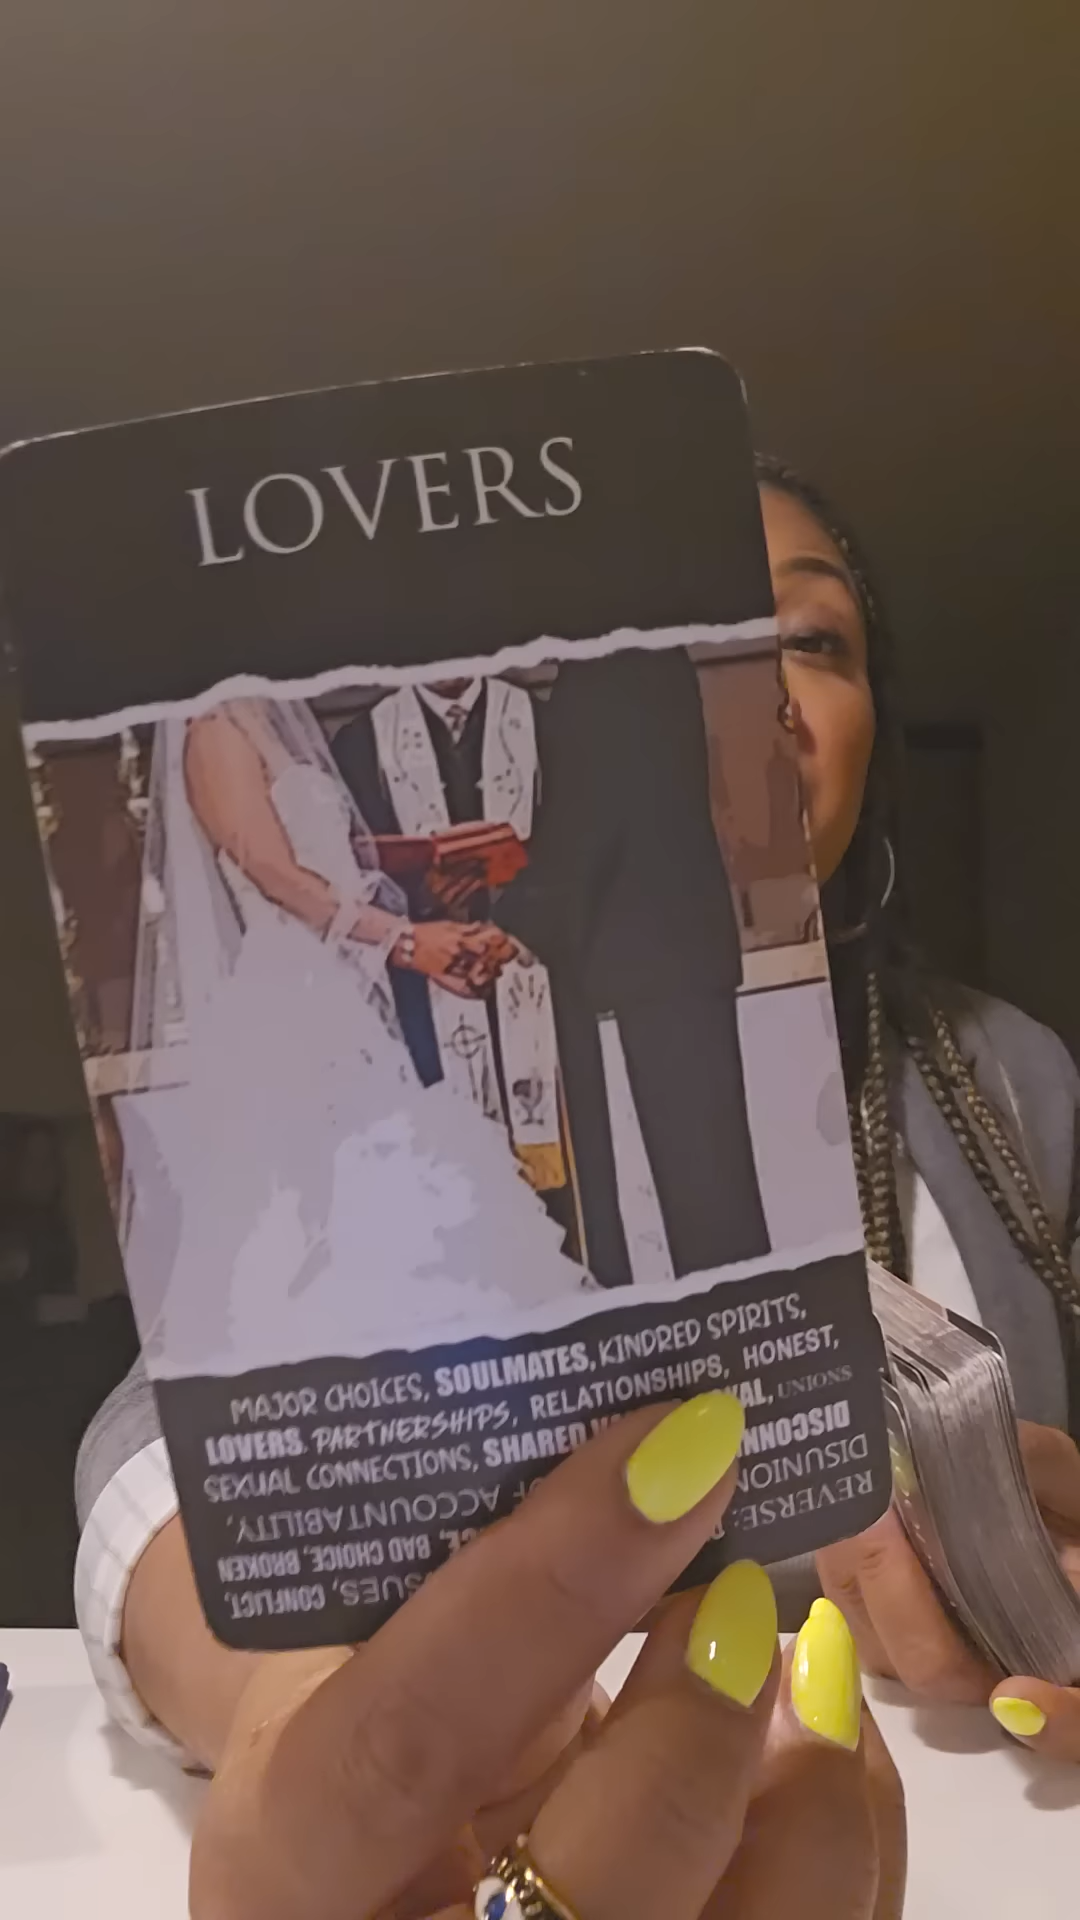 LOVERS
MAJOR CHOICES, SOULMATES, KINDRED SPIRITS,
LOVERS, PARTNERSHIPS, RELATIONSHIPS, HONEST,
SEXUAL CONNECTIONS, SHARED UNIONS
REVERSE:
DISUNION
ACCOUNTABILITY,
BAD CHOICE, BROKEN
CONFLICT,